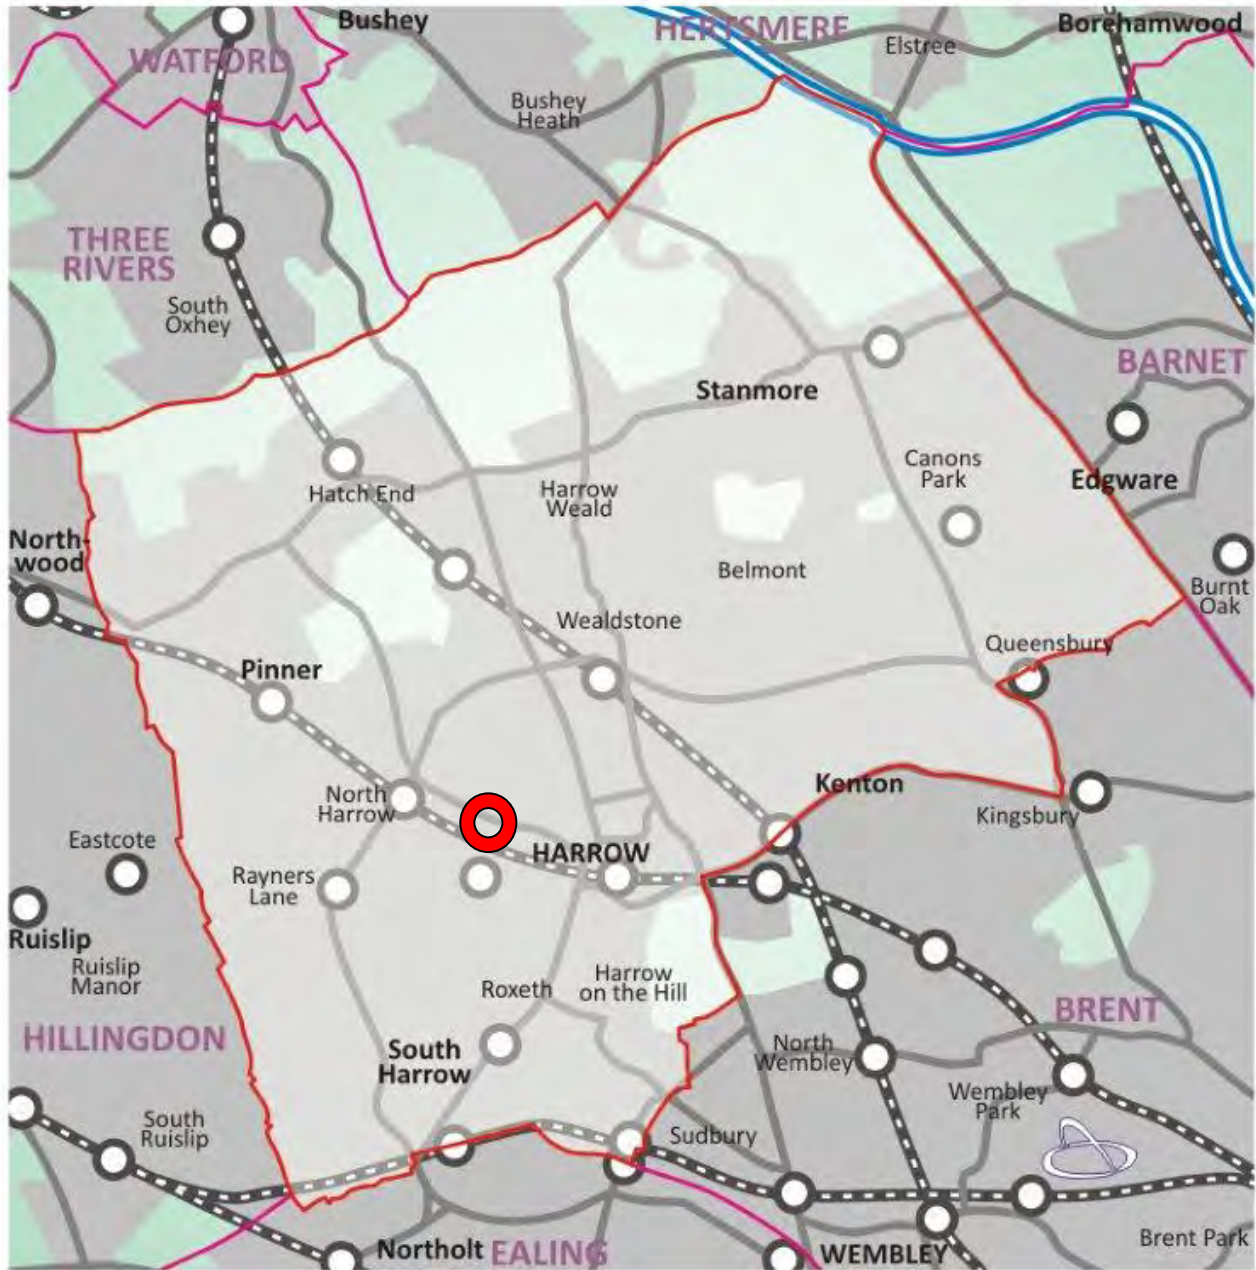 Bushey
HERTSMERE
Borehamwood
WATFORD
Elstree
Bushey
Heath
THREE
RIVERS
South
Oxhey
BARNET
Stanmore
Canons
Park
Edgware
Hatch End
Harrow
Weald
North-
wood
Belmont
Burnt
Oak
Wealdstone
Queensbury
Pinner
Kenton
North
Harrow
Kingsbury
Eastcote
HARROW
Rayners
Lane
Ruislip
Ruislip
Manor
Roxeth
Harrow
on the Hill
HILLINGDON
BRENT
South
Harrow
North
Wembley
Wembley
Park
South
Ruislip
Sudbury
Northolt
EALING
WEMBLEY
Brent Park